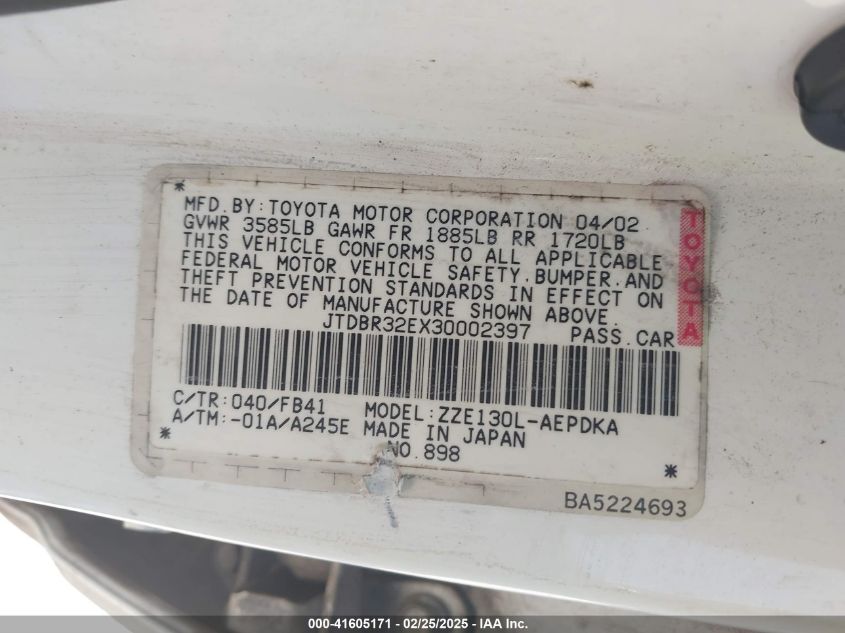 MFD.BY:TOYOTA MOTOR CORPORATION 04/02
GVWR 3585LB GAWR FR 1885LB RR 1720LB
THIS VEHICLE CONFORMS TO ALL APPLICABLE
FEDERAL MOTOR VEHICLE SAFETY,BUMPER,AND
THEFT PREVENTION STANDARDS IN EFFECT ON
THE DATE OF MANUFACTURE SHOWN ABOVE.
JTDBR32EX30002397 PASS.CAR
TOYOTA
C/TR:040/FB41 MODEL:ZZE130L-AEPDKA
A/TM:-01A/A245E MADE IN JAPAN
NO.898
BA5224693
000-41605171 - 02/25/2025 - IAA Inc.